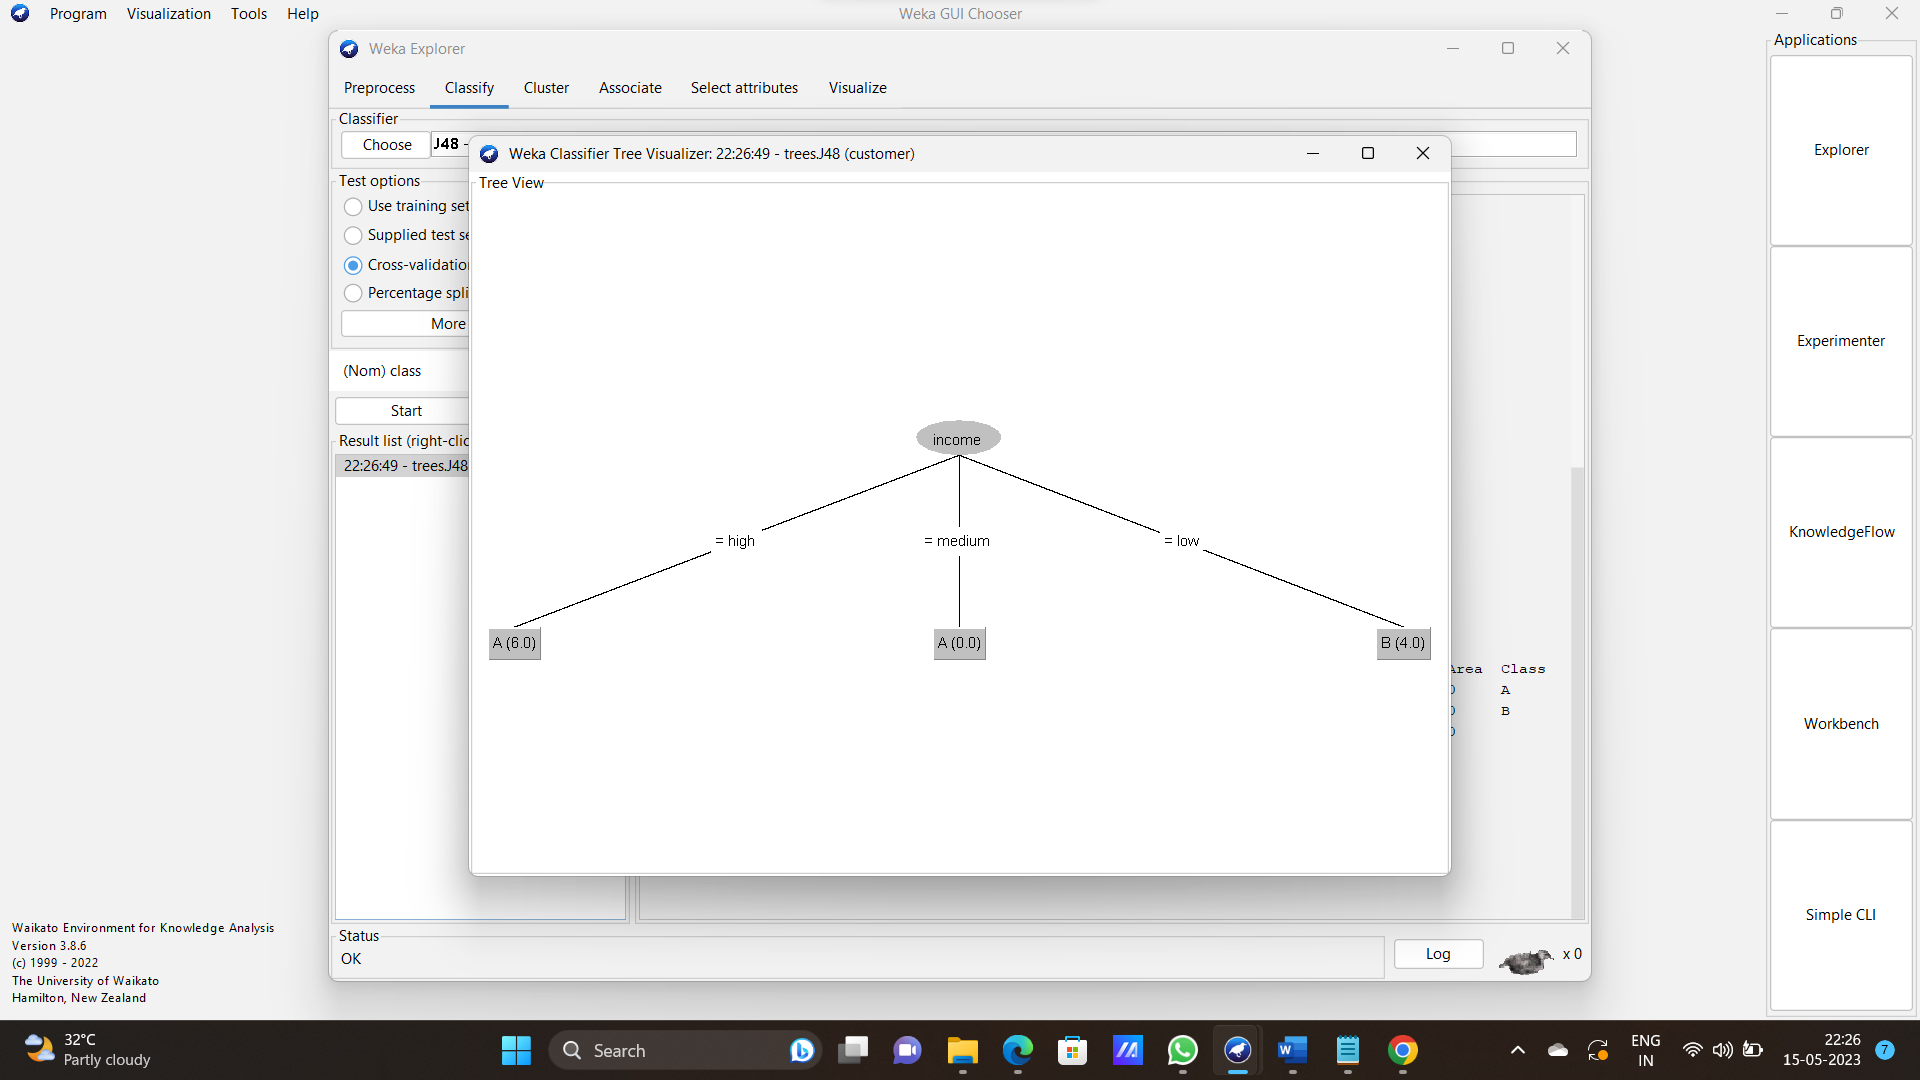 Program Visualization Tools Help
Weka GUI Chooser
Applications
Explorer
Experimenter
KnowledgeFlow
Workbench
Simple CLI
Weka Explorer
Preprocess Classify Cluster Associate Select attributes Visualize
Classifier
Choose J48 -
Test options
Use training set
Supplied test se
Cross-validation
Percentage spli
More
(Nom) class
Start
Result list (right-clic
22:26:49 - trees.J48
Weka Classifier Tree Visualizer: 22:26:49 - trees.J48 (customer)
Tree View
income
= high = medium = low
A (6.0) A (0.0) B (4.0)
Area Class
0 A
0 B
0
Status
OK
Log x 0
Waikato Environment for Knowledge Analysis
Version 3.8.6
(c) 1999 - 2022
The University of Waikato
Hamilton, New Zealand
32°C
Partly cloudy
Search
ENG
IN
22:26
15-05-2023
7